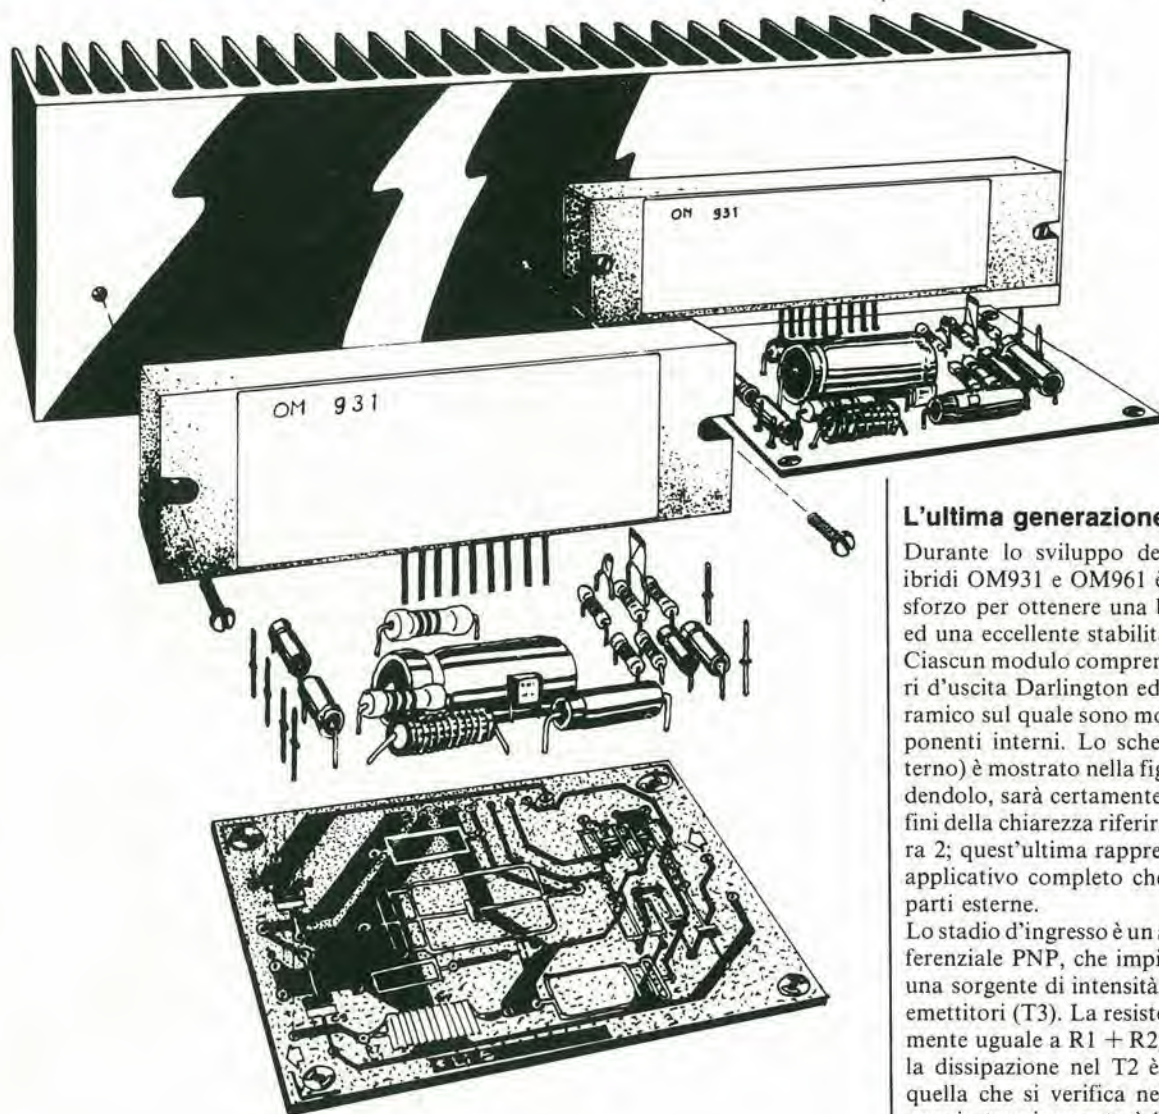 OM 931
OM 931
L'ultima generazione
Durante lo sviluppo de
ibridi OM931 e OM961 è
sforzo per ottenere una
ed una eccellente stabilita
Ciascun modulo compren
ri d'uscita Darlington ed
ramico sul quale sono mo
ponenti interni. Lo sche
terno) è mostrato nella fig
dendolo, sarà certamente
fini della chiarezza riferir
ra 2; quest'ultima rappre
applicativo completo che
parti esterne.
Lo stadio d'ingresso è un
ferenziale PNP, che impi
una sorgente di intensità
emettitori (T3). La resiste
mente uguale a R1 + R2
la dissipazione nel T2 è
quella che si verifica ne